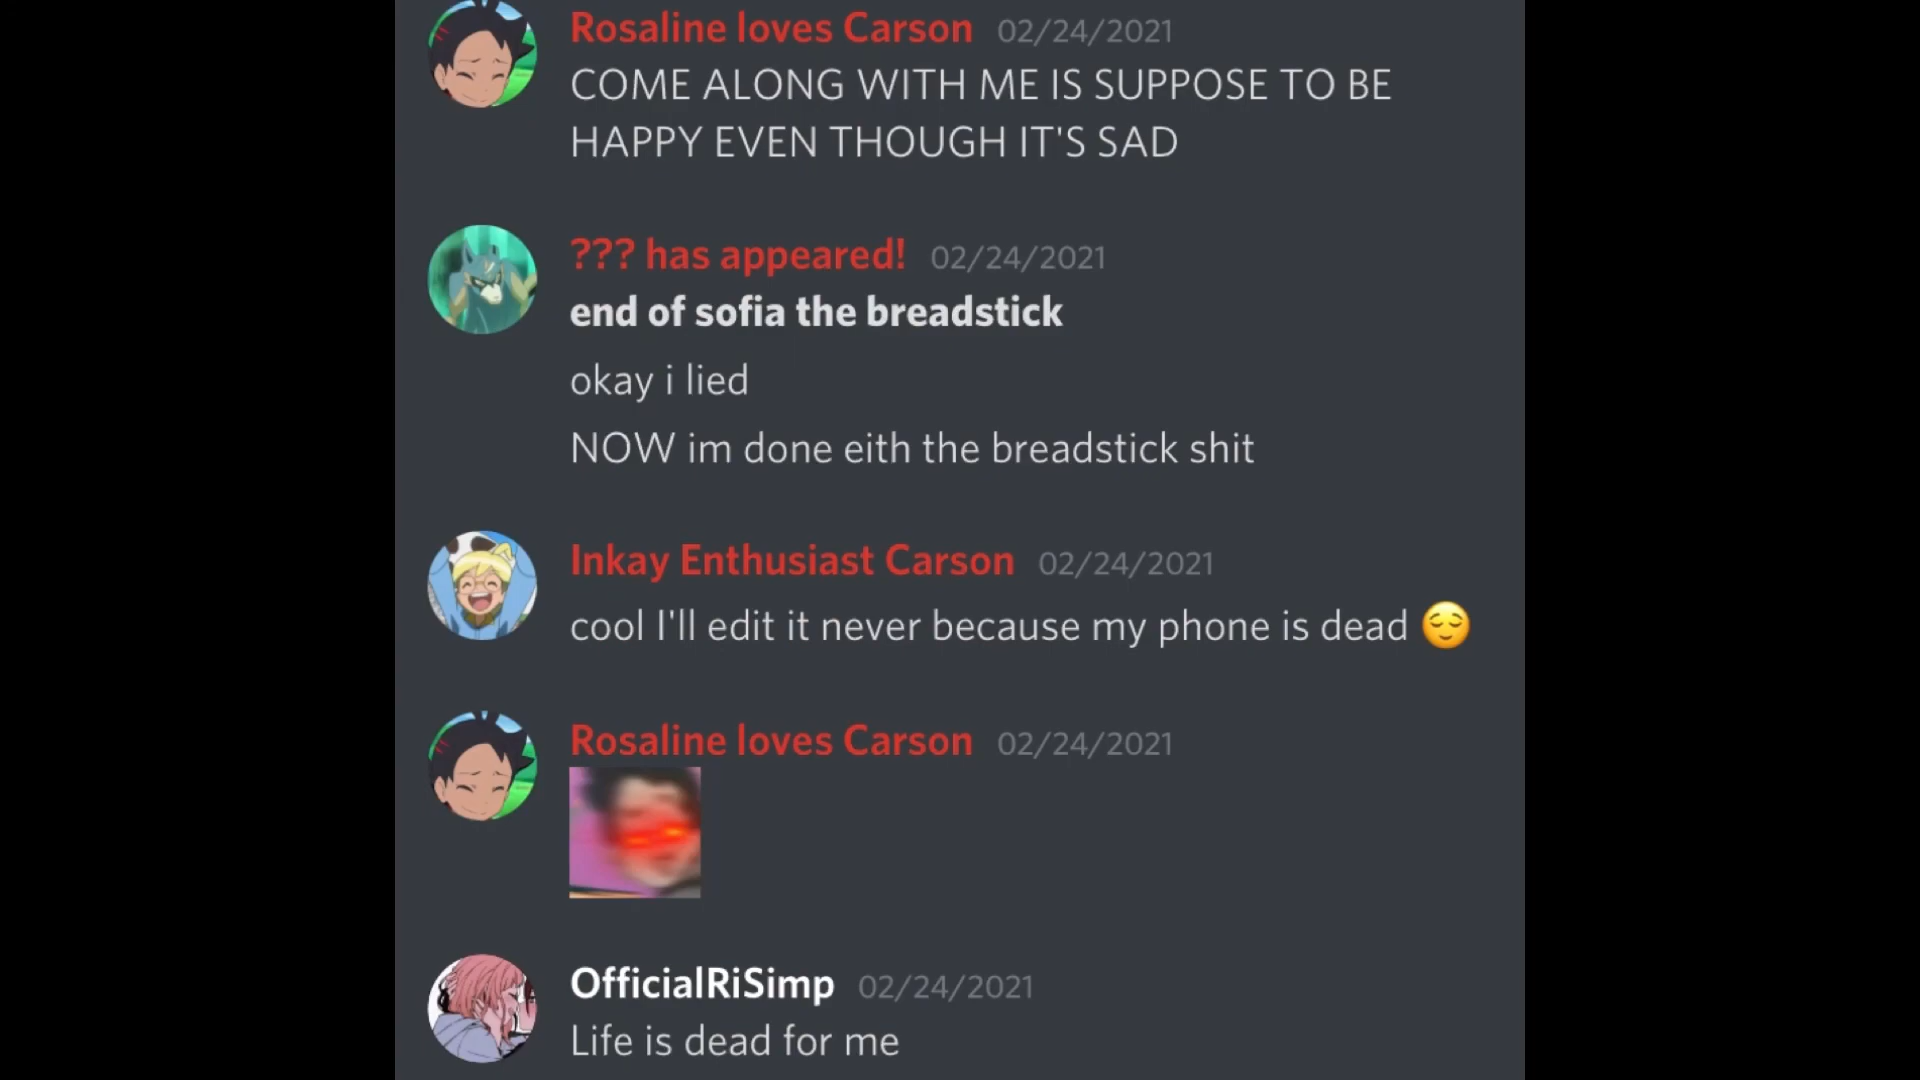 Rosaline loves Carson 02/24/2021
COME ALONG WITH ME IS SUPPOSE TO BE
HAPPY EVEN THOUGH IT'S SAD
??? has appeared! 02/24/2021
end of sofia the breadstick
okay i lied
NOW im done eith the breadstick shit
Inkay Enthusiast Carson 02/24/2021
cool I'll edit it never because my phone is dead 😌
Rosaline loves Carson 02/24/2021
OfficialRiSimp 02/24/2021
Life is dead for me